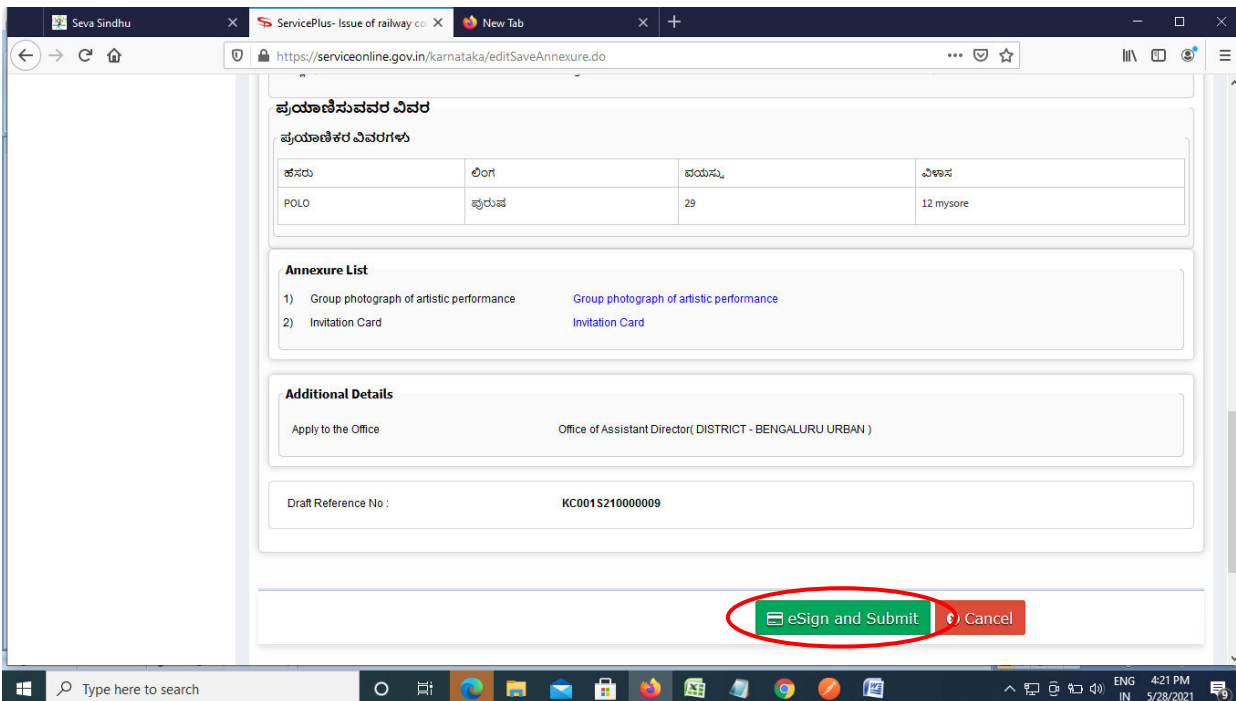 Seva Sindhu
ServicePlus- Issue of railway co
New Tab
https://serviceonline.gov.in/karnataka/editSaveAnnexure.do
ಪ್ರಯಾಣಿಸುವವರ ವಿವರ
ಪ್ರಯಾಣಿಕರ ವಿವರಗಳು
ಹೆಸರು ಲಿಂಗ ವಯಸ್ಸು ವಿಳಾಸ
POLO ಪುರುಷ 29 12 mysore
Annexure List
1) Group photograph of artistic performance Group photograph of artistic performance
2) Invitation Card Invitation Card
Additional Details
Apply to the Office Office of Assistant Director( DISTRICT - BENGALURU URBAN )
Draft Reference No : KC001S210000009
eSign and Submit Cancel
Type here to search
ENG 4:21 PM
IN 5/28/2021